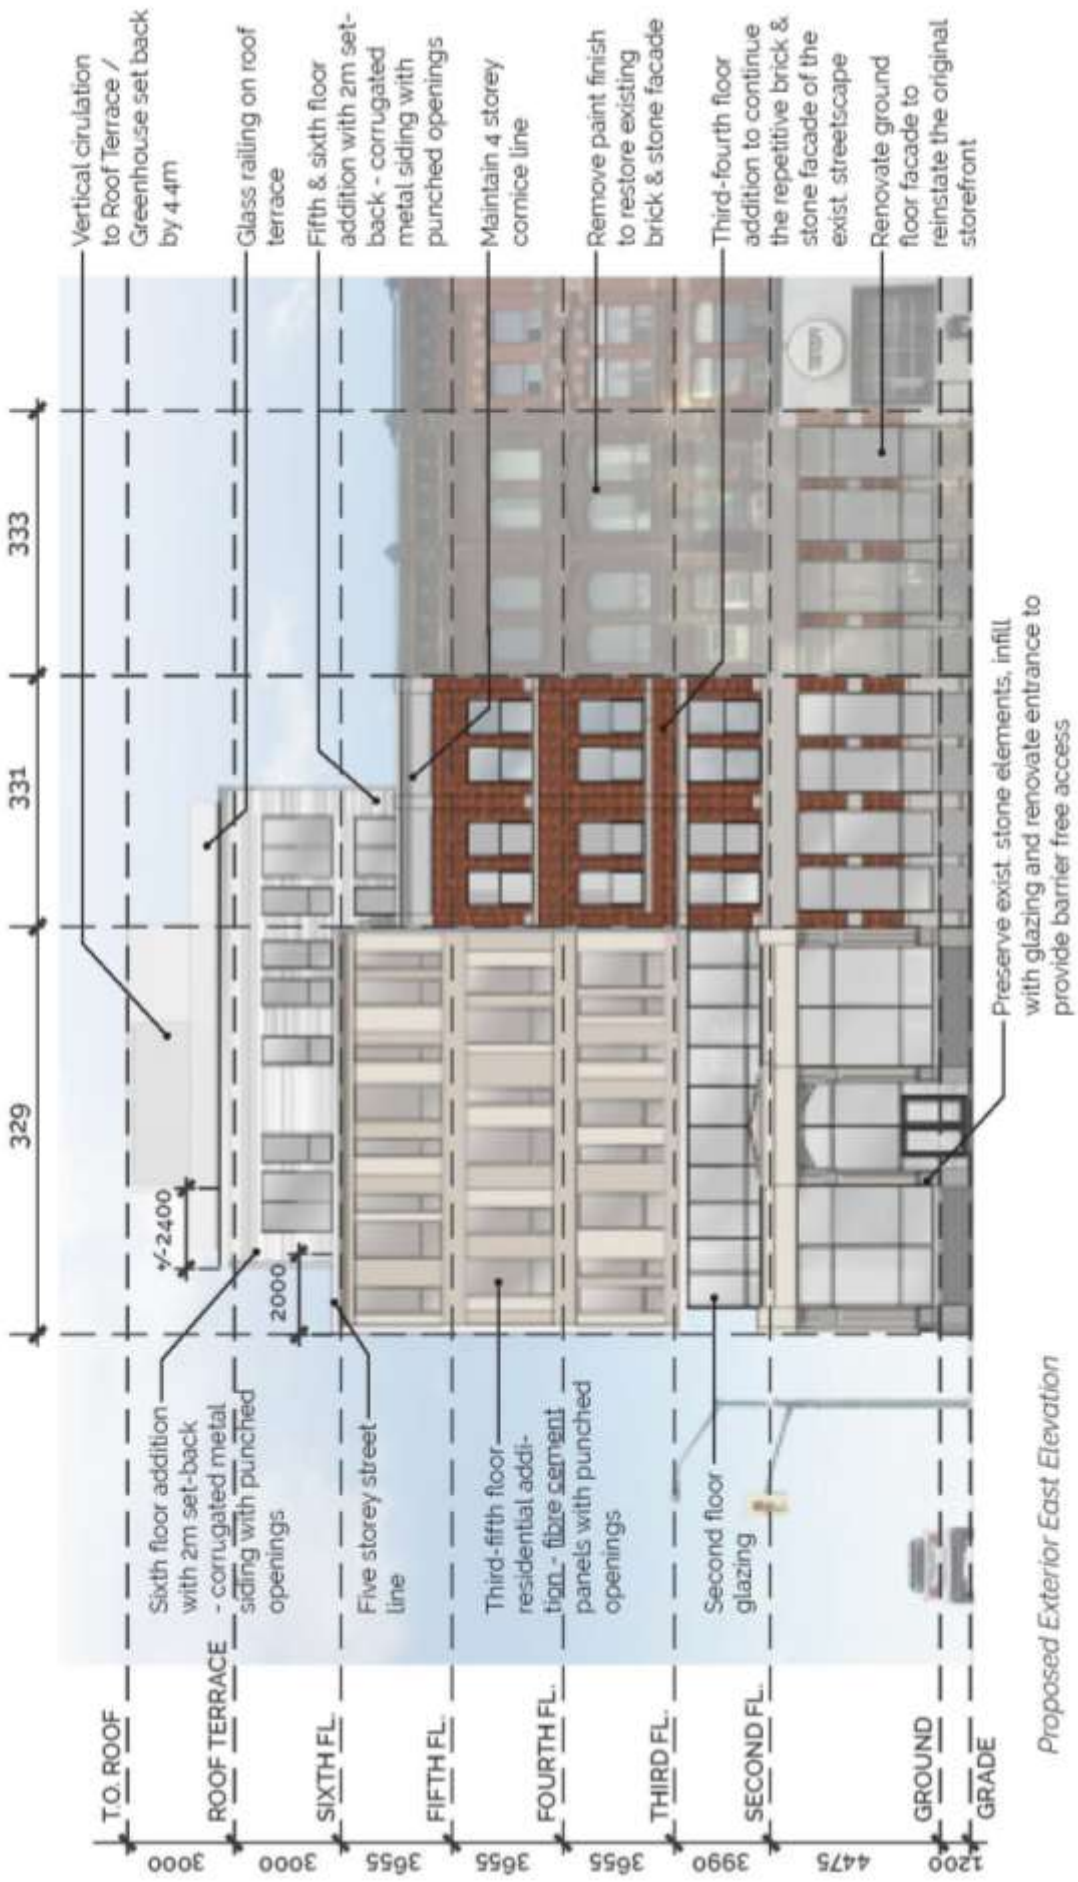 329
331
333
+/-2400
2000
Vertical cirulation
to Roof Terrace /
Greenhouse set back
by 4.4m
Glass railing on roof
terrace
Fifth & sixth floor
addition with 2m set-
back - corrugated
metal siding with
punched openings
Maintain 4 storey
cornice line
Remove paint finish
to restore existing
brick & stone facade
Third-fourth floor
addition to continue
the repetitive brick &
stone facade of the
exist. streetscape
Renovate ground
floor facade to
reinstate the original
storefront
Sixth floor addition
with 2m set-back
- corrugated metal
siding with punched
openings
Five storey street
line
Third-fifth floor
residential addi-
tion - fibre cement
panels with punched
openings
Second floor
glazing
Preserve exist. stone elements, infill
with glazing and renovate entrance to
provide barrier free access
T.O. ROOF
3000
ROOF TERRACE
3000
SIXTH FL.
3655
FIFTH FL.
3655
FOURTH FL.
3655
THIRD FL.
3990
SECOND FL.
4475
GROUND
1200
GRADE
Proposed Exterior East Elevation